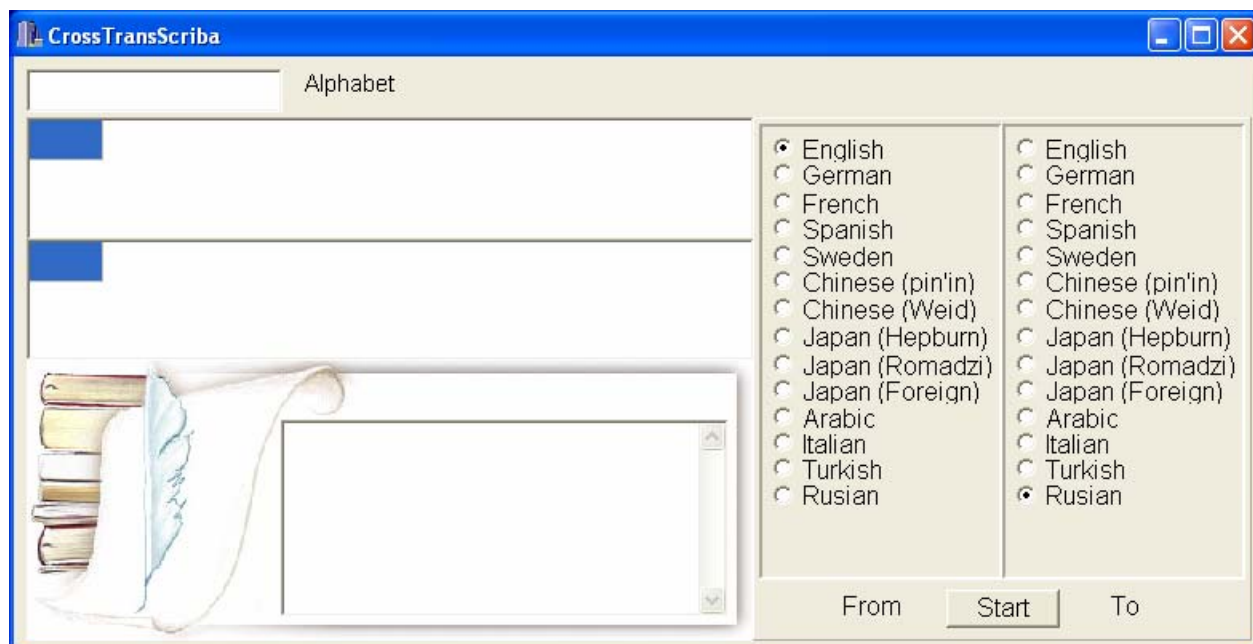 CrossTransScriba
Alphabet
English
German
French
Spanish
Sweden
Chinese (pin'in)
Chinese (Weid)
Japan (Hepburn)
Japan (Romadzi)
Japan (Foreign)
Arabic
Italian
Turkish
Rusian
English
German
French
Spanish
Sweden
Chinese (pin'in)
Chinese (Weid)
Japan (Hepburn)
Japan (Romadzi)
Japan (Foreign)
Arabic
Italian
Turkish
Rusian
From Start To